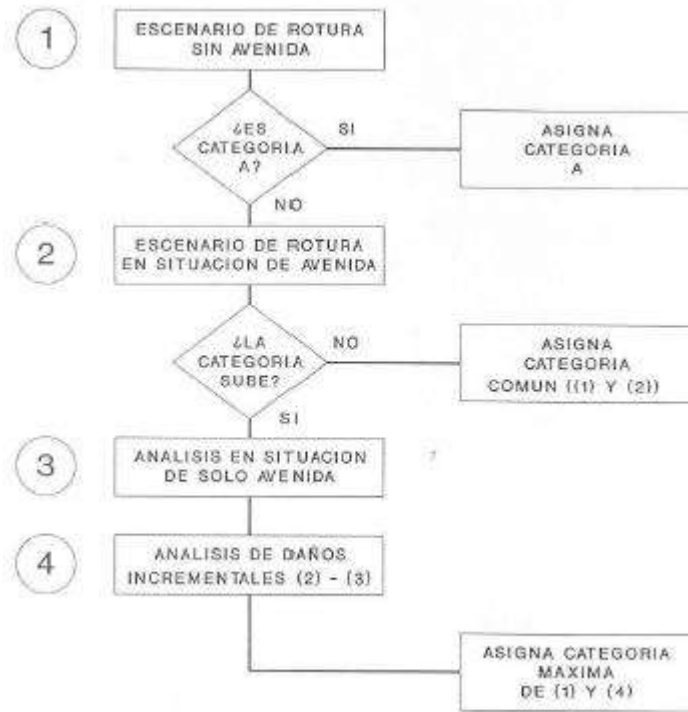 1
ESCENARIO DE ROTURA
SIN AVENIDA
¿ES
CATEGORIA
A?
SI
ASIGNA
CATEGORIA
A
NO
2
ESCENARIO DE ROTURA
EN SITUACION DE AVENIDA
¿LA
CATEGORIA
SUBE?
NO
ASIGNA
CATEGORIA
COMUN ((1) Y (2))
SI
3
ANALISIS EN SITUACION
DE SOLO AVENIDA
4
ANALISIS DE DAÑOS
INCREMENTALES (2) - (3)
ASIGNA CATEGORIA
MAXIMA
DE (1) Y (4)